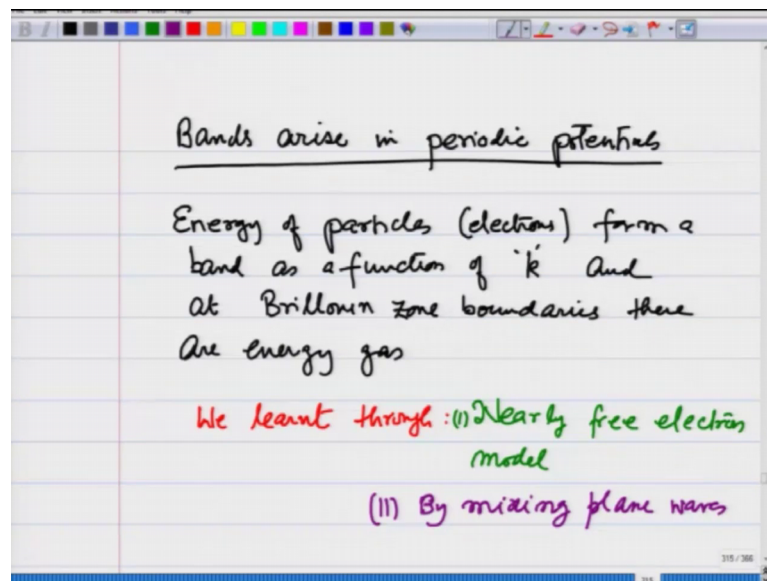 Bands arise in periodic potentials
Energy of particles (electrons) form a
band as a function of 'k' and
at Brillouin zone boundaries there
are energy gas
We learnt through : (I) Nearly free electron
model
(II) By mixing plane waves
315 / 366